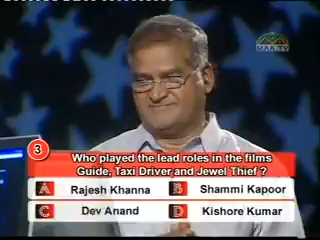 MAA TV
3
Who played the lead roles in the films
Guide, Taxi Driver and Jewel Thief ?
A Rajesh Khanna
B Shammi Kapoor
C Dev Anand
D Kishore Kumar